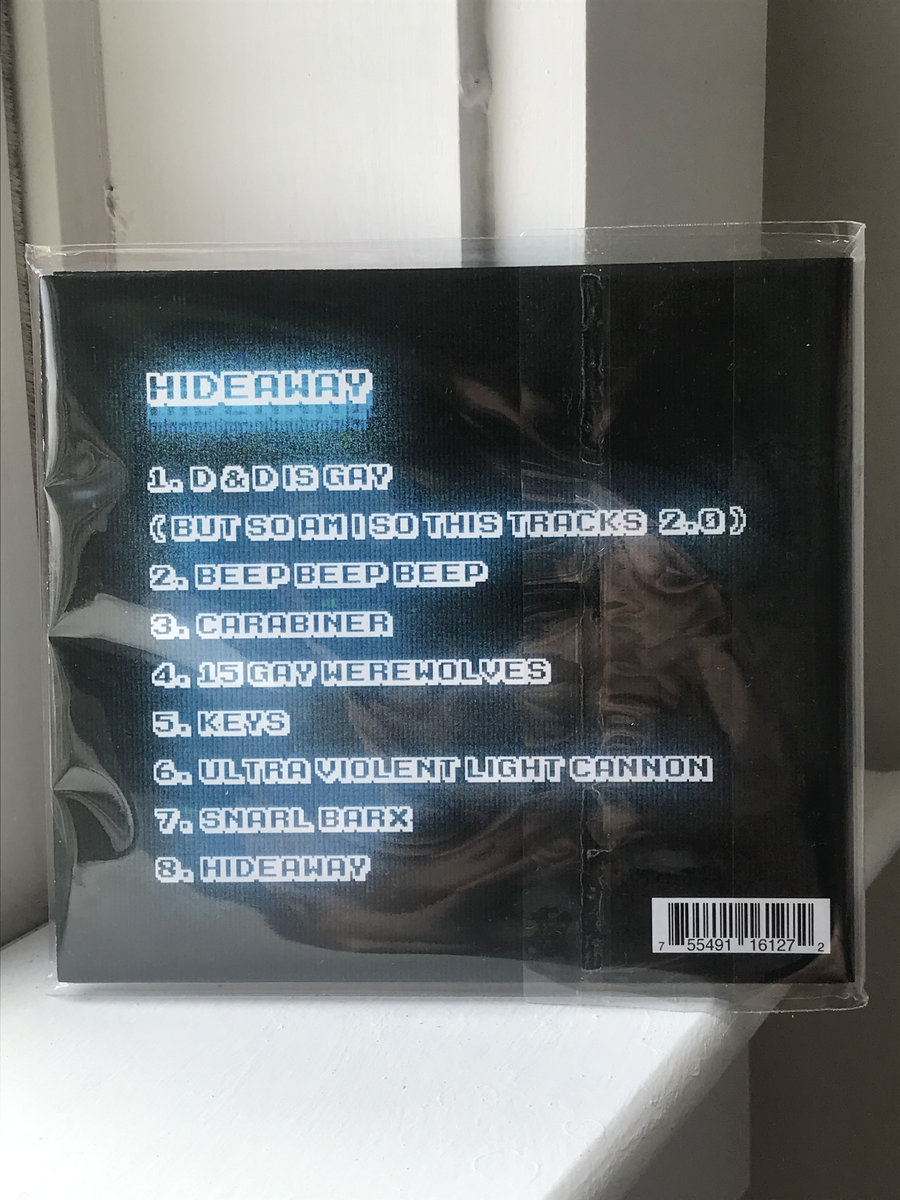 HIDEAWAY
1. D & D IS GAY
( BUT SO AM I SO THIS TRACKS 2.0 )
2. BEEP BEEP BEEP
3. CARABINER
4. 15 GAY WEREWOLVES
5. KEYS
6. ULTRA VIOLENT LIGHT CANNON
7. SNARL BARX
8. HIDEAWAY
7 55491 16127 2